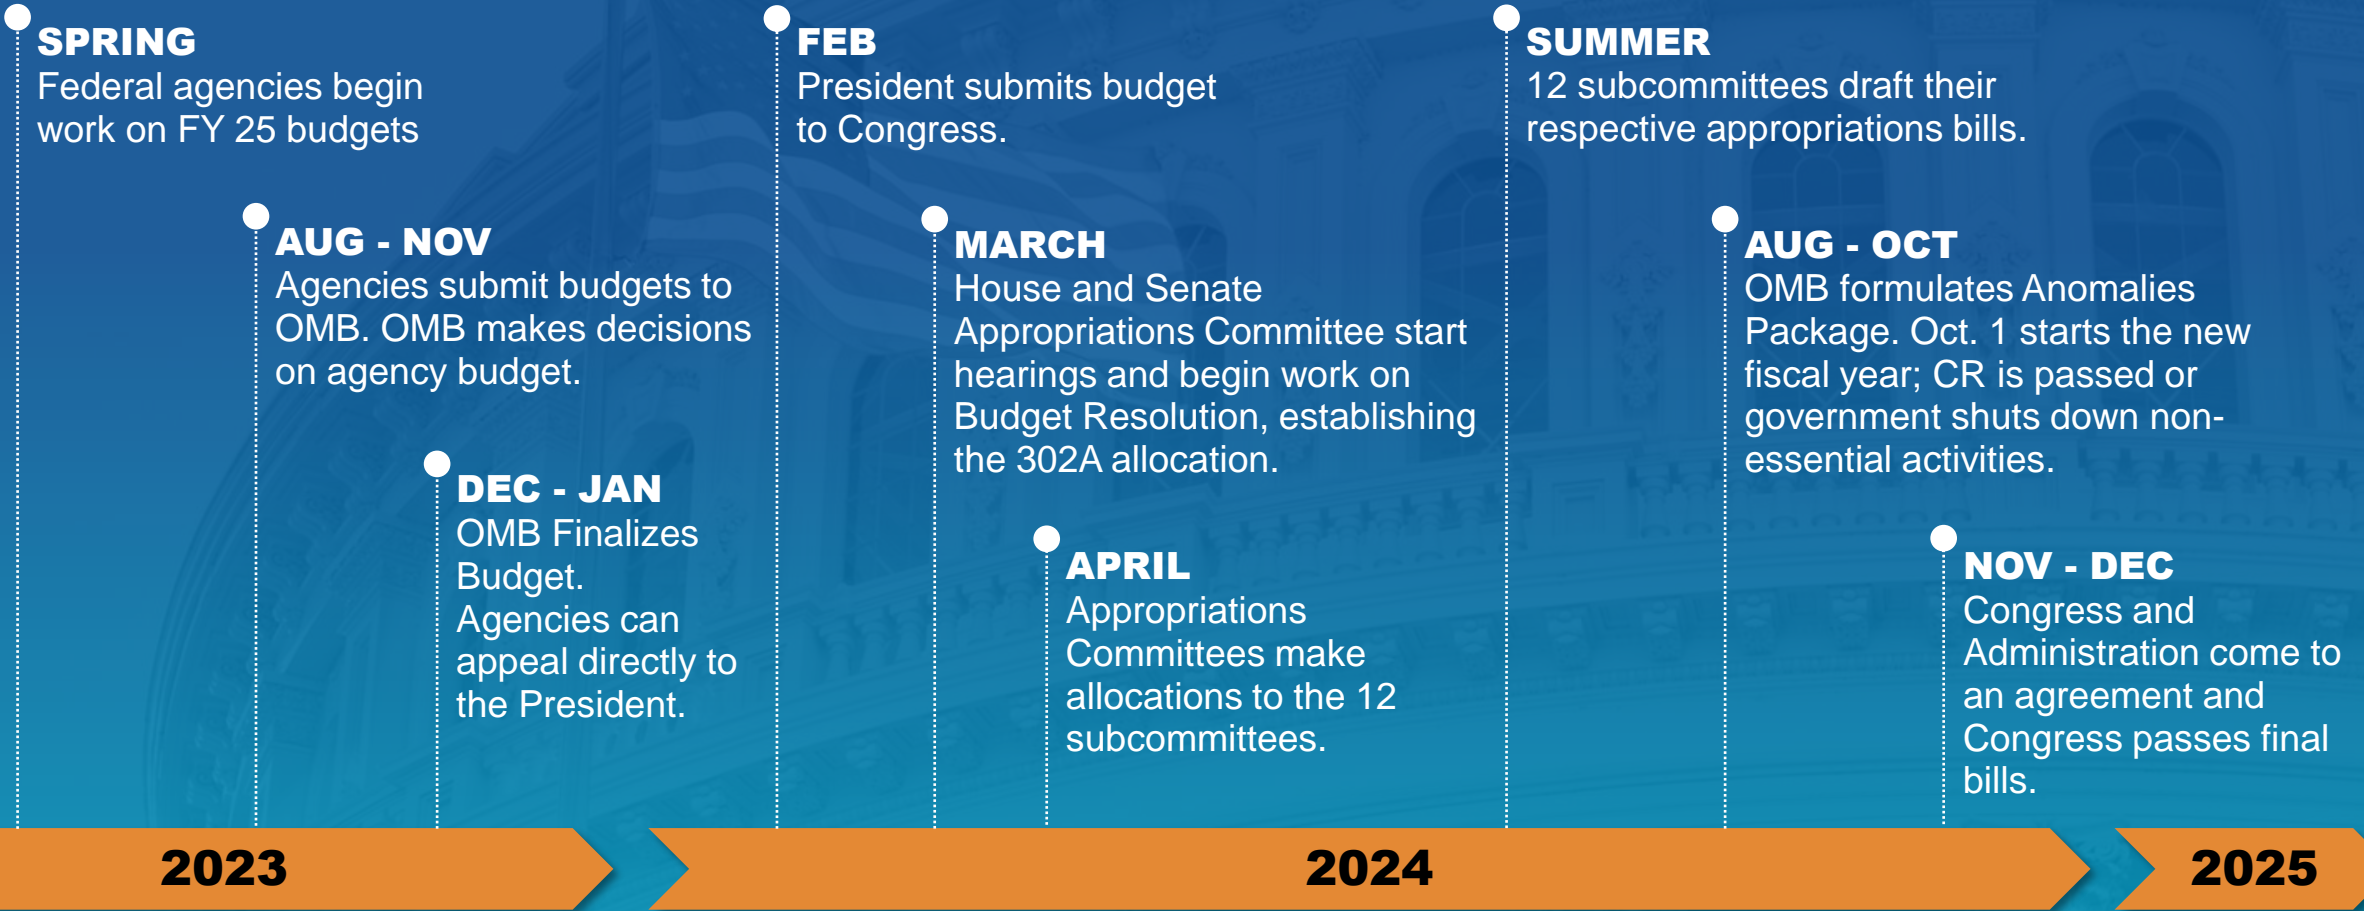 SPRING
Federal agencies begin
work on FY 25 budgets
AUG - NOV
Agencies submit budgets to
OMB. OMB makes decisions
on agency budget.
DEC - JAN
OMB Finalizes
Budget.
Agencies can
appeal directly to
the President.
FEB
President submits budget
to Congress.
MARCH
House and Senate
Appropriations Committee start
hearings and begin work on
Budget Resolution, establishing
the 302A allocation.
APRIL
Appropriations
Committees make
allocations to the 12
subcommittees.
SUMMER
12 subcommittees draft their
respective appropriations bills.
AUG - OCT
OMB formulates Anomalies
Package. Oct. 1 starts the new
fiscal year; CR is passed or
government shuts down non-
essential activities.
NOV - DEC
Congress and
Administration come to
an agreement and
Congress passes final
bills.
2023
2024
2025